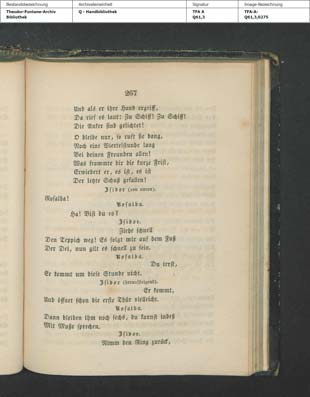 Bestandsbezeichnung
Archivalieneinheit
Signatur
Image-Bezeichnung
Theodor-Fontane-Archiv
Bibliothek
Q - Handbibliothek
TFA A
Q61,3
TFA-A:
Q61,3,0275
267
Und als er ihre Hand ergriff,
Da rief es laut: Zu Schiff! Zu Schiff!
Die Anker sind gelichtet!
O bleibe nur, so ruft sie bang,
Noch eine Viertelstunde lang
Bei deinen Freunden allen!
Was frommte dir die kurze Frist,
Erwiedert er, es ist, es ist
Der letzte Schuß gefallen!
Isidor (von unten).
Rosalba!
Rosalba.
Ha! Bist du es?
Isidor.
Ziehe schnell
Den Teppich weg! Es folgt mir auf dem Fuß
Der Dei, nun gilt es schnell zu sein.
Rosalba.
Du irrst,
Er kommt um diese Stunde nicht.
Isidor (heraufsteigend).
Er kommt,
Und öffnet schon die erste Thür vielleicht.
Rosalba.
Dann bleiben ihm noch sechs, du kannst indeß
Mit Muße sprechen.
Isidor.
Nimm den Ring zurück,